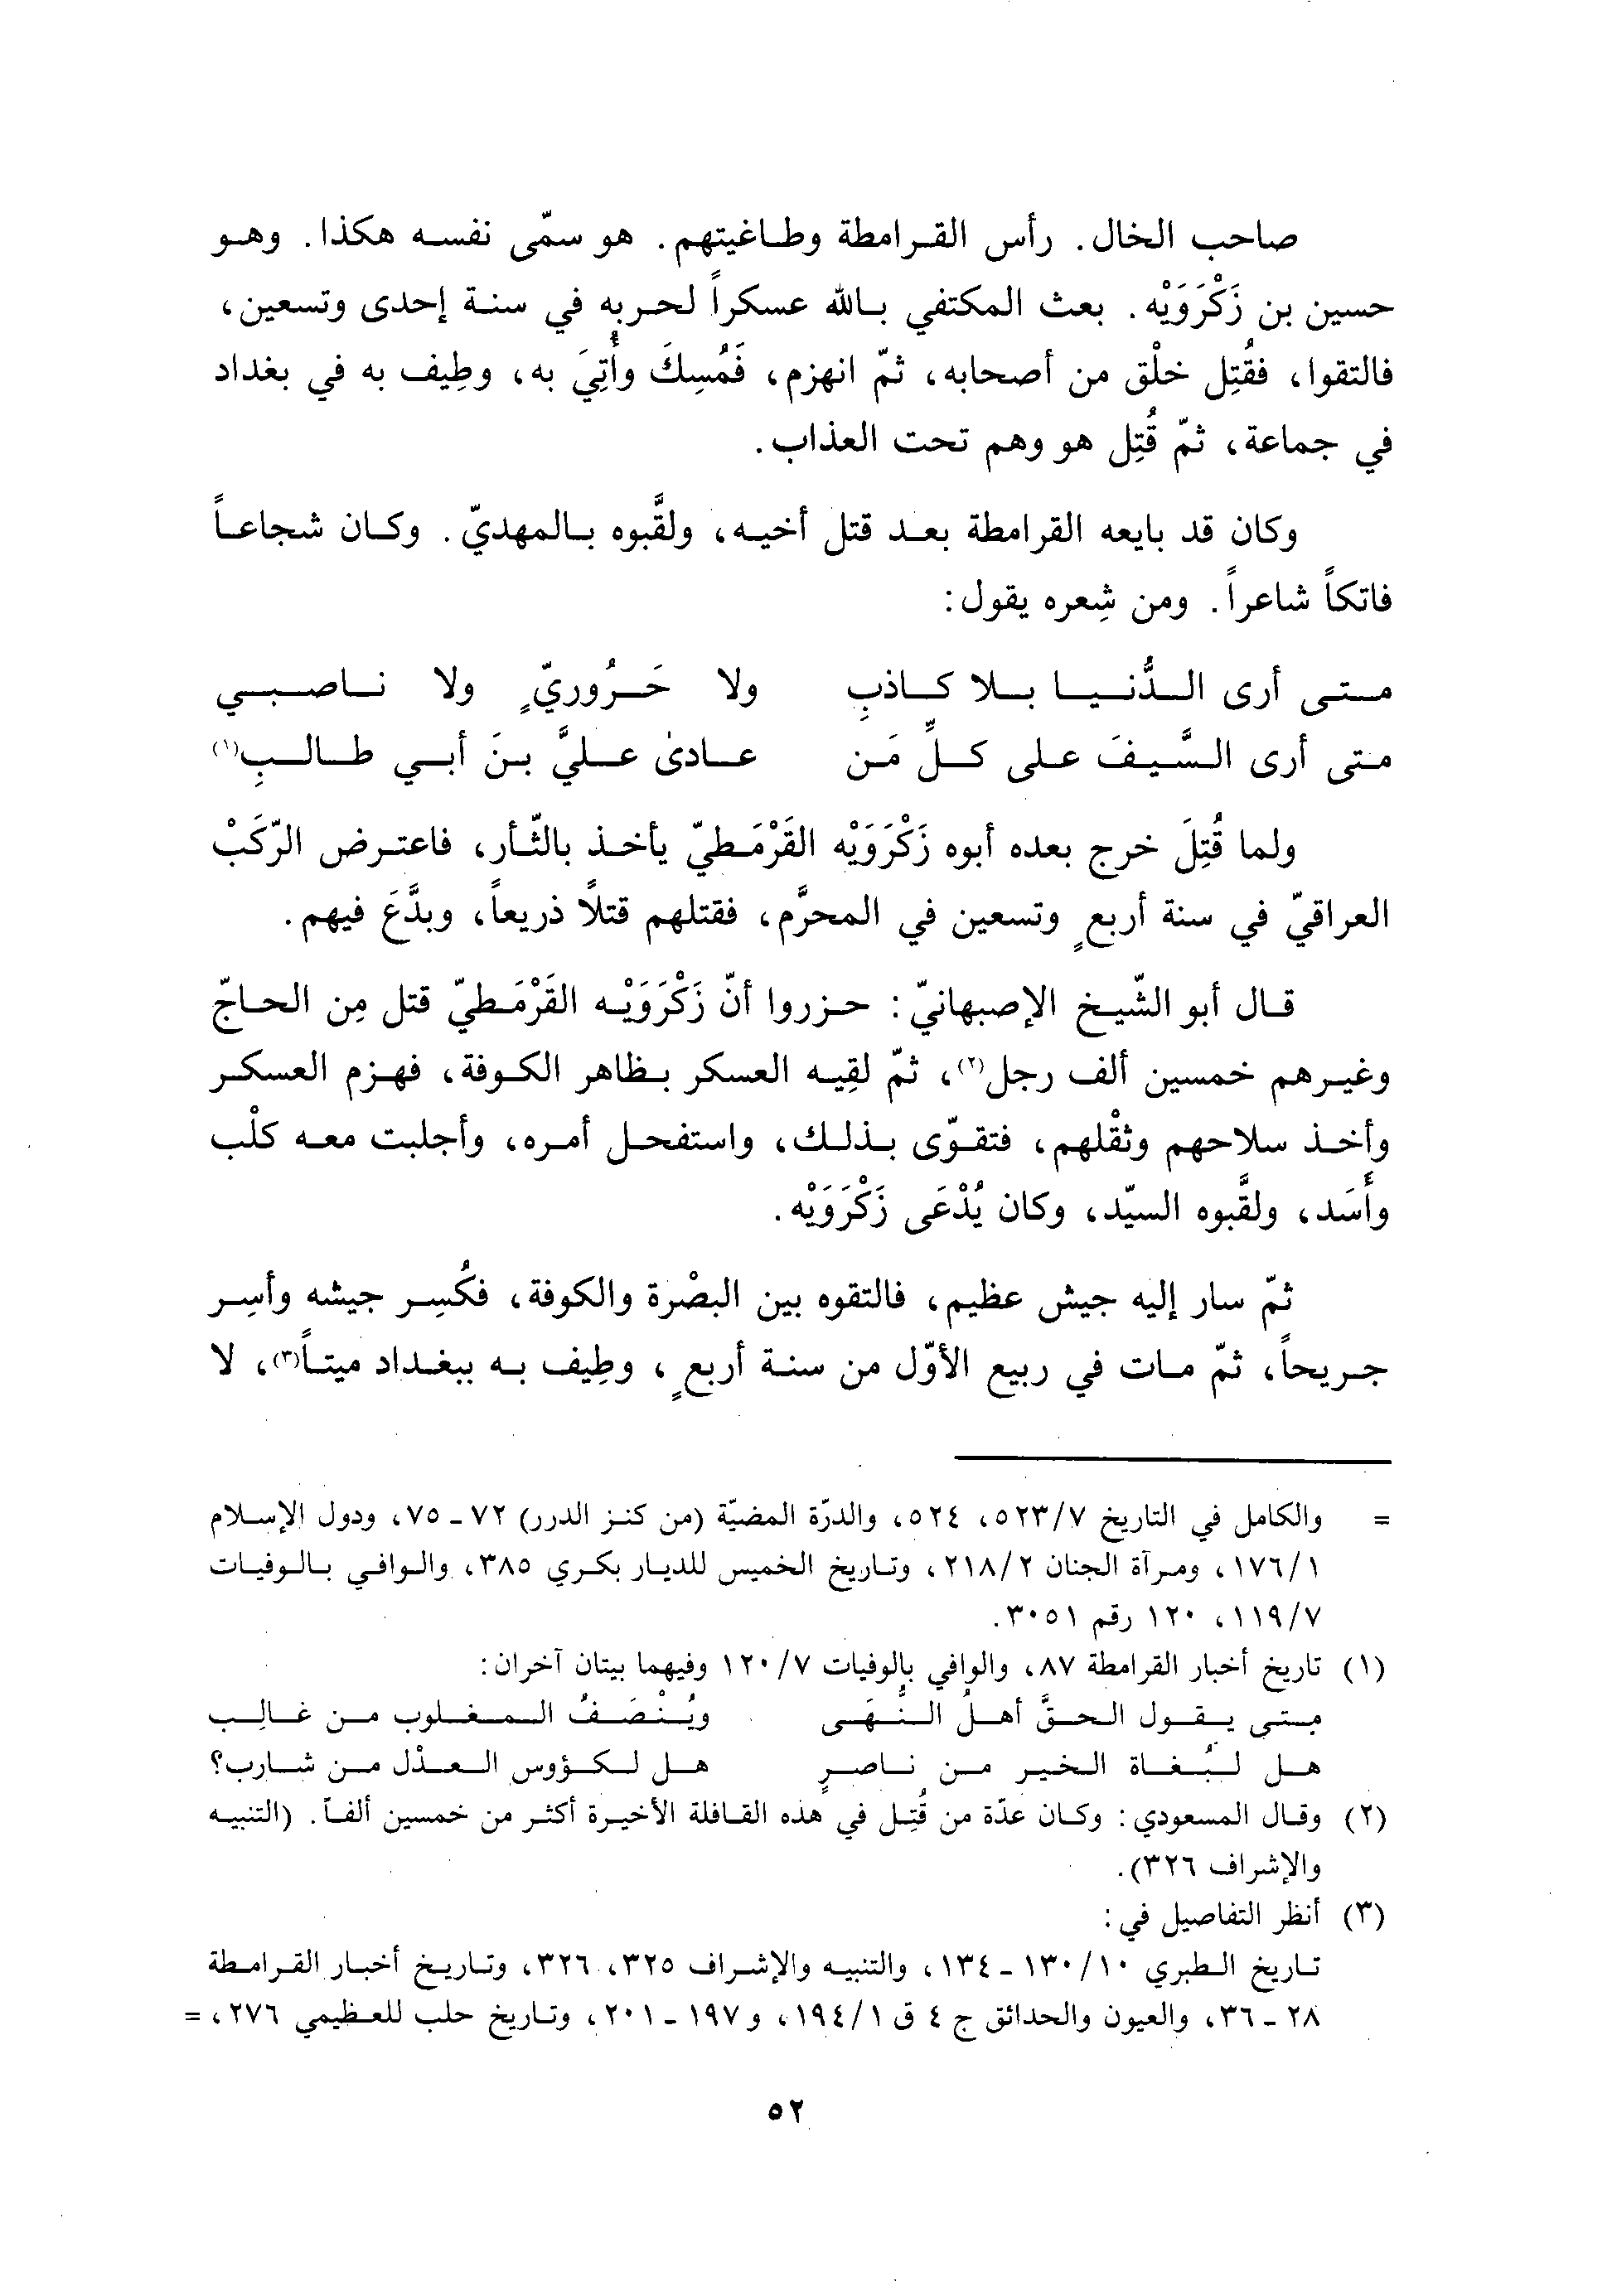 صاحب الخال. رأس القرامطة وطاغيتهم. هو سمّى نفسه هكذا. وهو
حسين بن زَكْرَوَيْه. بعث المكتفي بالله عسكراً لحربه في سنة إحدى وتسعين،
فالتقوا، فقُتِل خلْق من أصحابه، ثمّ انهزم، فَمُسِكَ وأُتِيَ به، وطِيف به في بغداد
في جماعة، ثمّ قُتِل هو وهم تحت العذاب.
وكان قد بايعه القرامطة بعد قتل أخيه، ولقَّبوه بالمهديّ. وكان شجاعاً
فاتكاً شاعراً. ومن شِعره يقول:
متى أرى الدُّنيا بلا كاذبِ ولا حَرُوريٍّ ولا ناصبي
متى أرى السَّيفَ على كلِّ مَن عادىٰ عليَّ بنَ أبي طالبِ(١)
ولما قُتِلَ خرج بعده أبوه زَكْرَوَيْه القَرْمَطيّ يأخذ بالثّأر، فاعترض الرّكَبْ
العراقيّ في سنة أربعٍ وتسعين في المحرَّم، فقتلهم قتلًا ذريعاً، وبدَّعَ فيهم.
قال أبو الشّيخ الإصبهانيّ: حزروا أنّ زَكْرَوَيْه القَرْمَطيّ قتل مِن الحاجّ
وغيرهم خمسين ألف رجل(٢)، ثمّ لقِيه العسكر بظاهر الكوفة، فهزم العسكر
وأخذ سلاحهم وثقْلهم، فتقوّى بذلك، واستفحل أمره، وأجلبت معه كلْب
وأَسَد، ولقَّبوه السيّد، وكان يُدْعَى زَكْرَوَيْه.
ثمّ سار إليه جيش عظيم، فالتقوه بين البصْرة والكوفة، فكُسِر جيشه وأسِر
جريحاً، ثمّ مات في ربيع الأوّل من سنة أربعٍ، وطِيف به ببغداد ميتاً(٣)، لا
= والكامل في التاريخ ٥٢٣/٧، ٥٢٤، والدرّة المضيّة (من كنز الدرر) ٧٢ - ٧٥، ودول الإسلام
١٧٦/١، ومرآة الجنان ٢١٨/٢، وتاريخ الخميس للديار بكري ٣٨٥، والوافي بالوفيات
١١٩/٧، ١٢٠ رقم ٣٠٥١.
(١) تاريخ أخبار القرامطة ٨٧، والوافي بالوفيات ١٢٠/٧ وفيهما بيتان آخران:
متى يقول الحقَّ أهلُ النُّهَى ويُنْصَفُ المغلوب من غالِب
هل لبُغاة الخير من ناصرٍ هل لكؤوس العدْل من شارب؟
(٢) وقال المسعودي: وكان عدّة من قُتِل في هذه القافلة الأخيرة أكثر من خمسين ألفاً. (التنبيه
والإشراف ٣٢٦).
(٣) أنظر التفاصيل في:
تاريخ الطبري ١٣٠/١٠ - ١٣٤، والتنبيه والإشراف ٣٢٥، ٣٢٦، وتاريخ أخبار القرامطة
٢٨ - ٣٦، والعيون والحدائق ج ٤ ق ١٩٤/١، و١٩٧ - ٢٠١، وتاريخ حلب للعظيمي ٢٧٦، =
٥٢